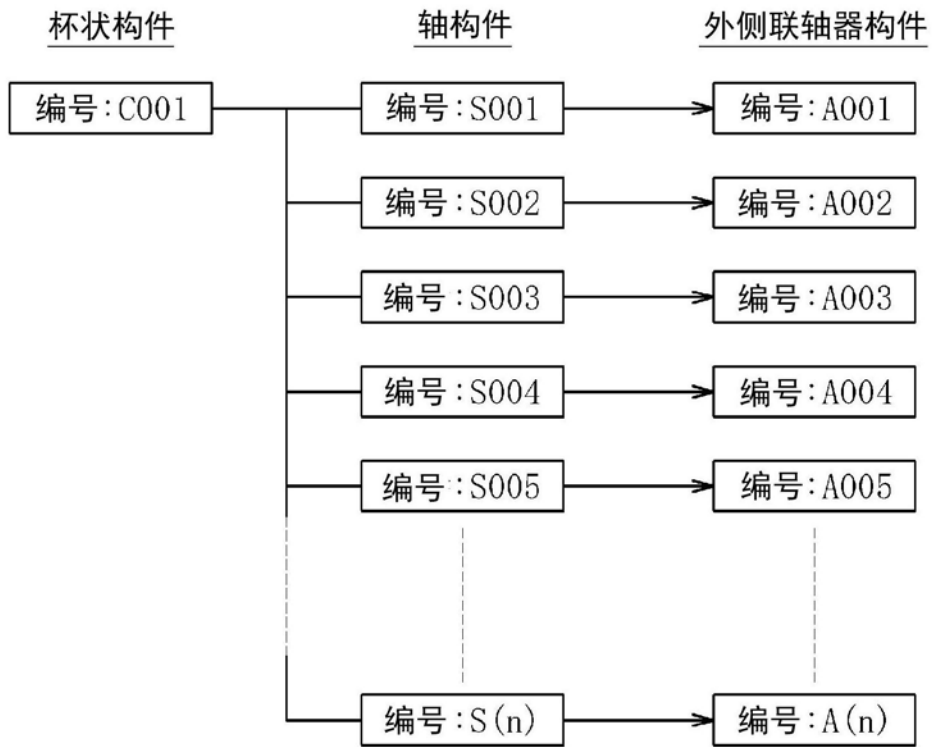 杯状构件 轴构件 外侧联轴器构件
编号:C001 编号:S001 编号:A001
编号:S002 编号:A002
编号:S003 编号:A003
编号:S004 编号:A004
编号:S005 编号:A005
编号:S(n) 编号:A(n)